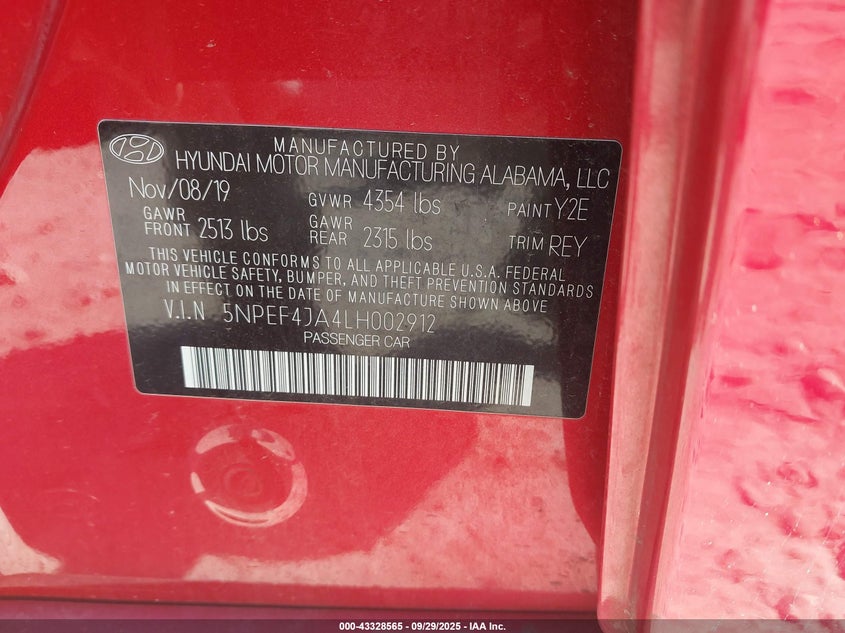 MANUFACTURED BY
HYUNDAI MOTOR MANUFACTURING ALABAMA, LLC
Nov/08/19 GVWR 4354 lbs PAINT Y2E
GAWR FRONT 2513 lbs GAWR REAR 2315 lbs TRIM REY
THIS VEHICLE CONFORMS TO ALL APPLICABLE U.S.A. FEDERAL
MOTOR VEHICLE SAFETY, BUMPER, AND THEFT PREVENTION STANDARDS
IN EFFECT ON THE DATE OF MANUFACTURE SHOWN ABOVE
V.I.N 5NPEF4JA4LH002912
PASSENGER CAR
000-43328565 - 09/29/2025 - IAA Inc.